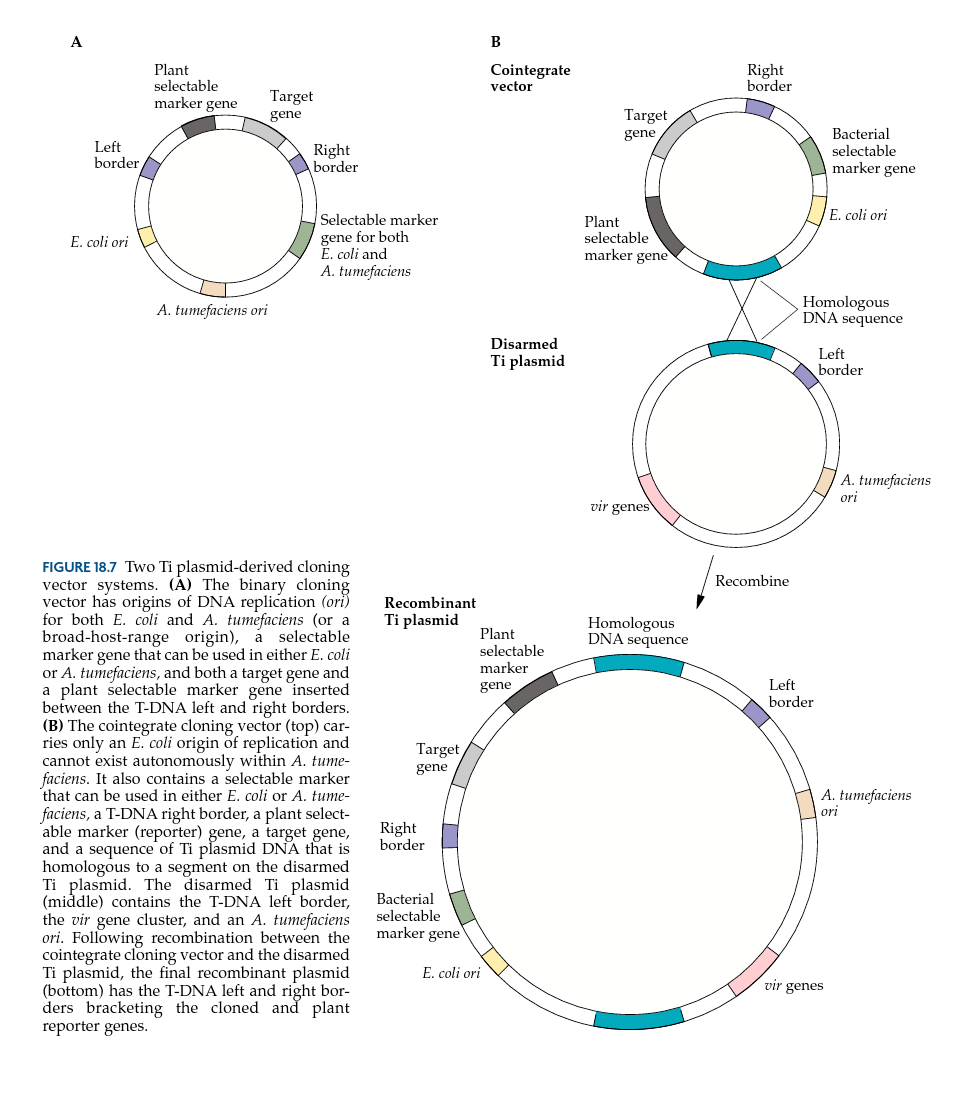 A
Plant
selectable
marker gene
Target
gene
Left
border
Right
border
E. coli ori
Selectable marker
gene for both
E. coli and
A. tumefaciens
A. tumefaciens ori
B
Cointegrate
vector
Right
border
Target
gene
Bacterial
selectable
marker gene
E. coli ori
Plant
selectable
marker gene
Homologous
DNA sequence
Disarmed
Ti plasmid
Left
border
A. tumefaciens
ori
vir genes
Recombine
Recombinant
Ti plasmid
Homologous
DNA sequence
Plant
selectable
marker
gene
Left
border
Target
gene
A. tumefaciens
ori
Right
border
Bacterial
selectable
marker gene
E. coli ori
vir genes
FIGURE 18.7 Two Ti plasmid-derived cloning
vector systems. (A) The binary cloning
vector has origins of DNA replication (ori)
for both E. coli and A. tumefaciens (or a
broad-host-range origin), a selectable
marker gene that can be used in either E. coli
or A. tumefaciens, and both a target gene and
a plant selectable marker gene inserted
between the T-DNA left and right borders.
(B) The cointegrate cloning vector (top) car-
ries only an E. coli origin of replication and
cannot exist autonomously within A. tume-
faciens. It also contains a selectable marker
that can be used in either E. coli or A. tume-
faciens, a T-DNA right border, a plant select-
able marker (reporter) gene, a target gene,
and a sequence of Ti plasmid DNA that is
homologous to a segment on the disarmed
Ti plasmid. The disarmed Ti plasmid
(middle) contains the T-DNA left border,
the vir gene cluster, and an A. tumefaciens
ori. Following recombination between the
cointegrate cloning vector and the disarmed
Ti plasmid, the final recombinant plasmid
(bottom) has the T-DNA left and right bor-
ders bracketing the cloned and plant
reporter genes.